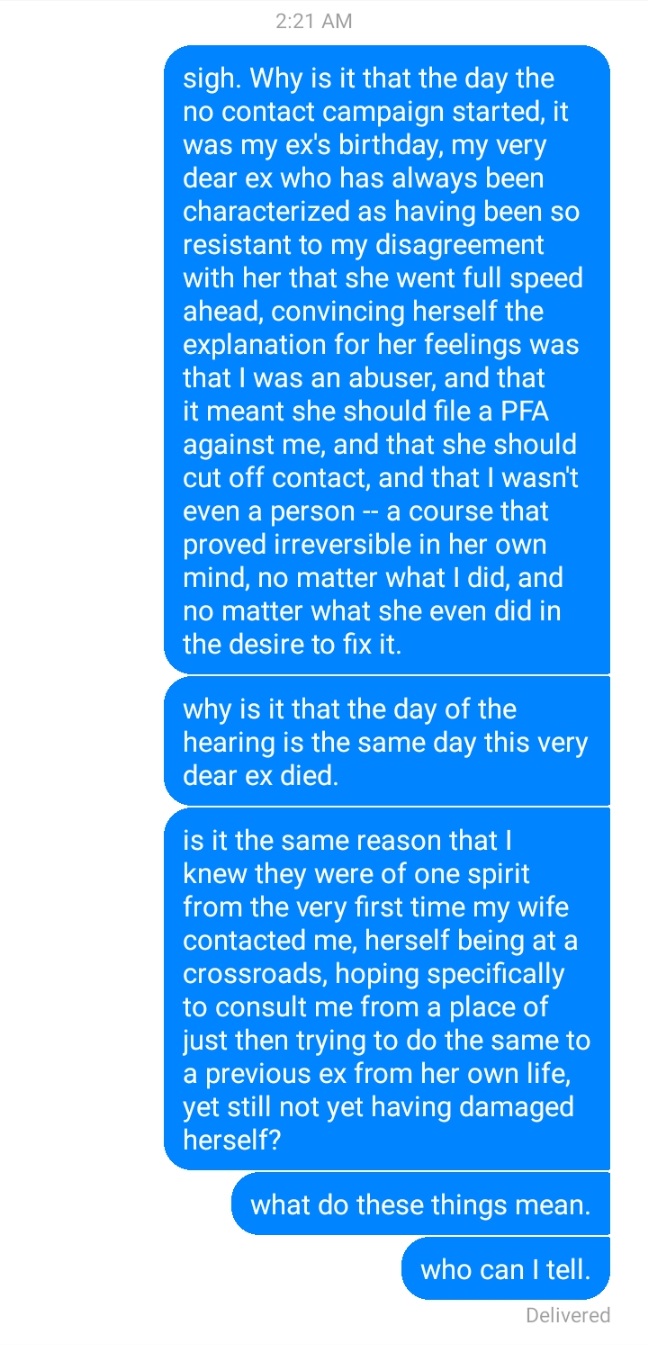 2:21 AM
sigh. Why is it that the day the
no contact campaign started, it
was my ex's birthday, my very
dear ex who has always been
characterized as having been so
resistant to my disagreement
with her that she went full speed
ahead, convincing herself the
explanation for her feelings was
that I was an abuser, and that
it meant she should file a PFA
against me, and that she should
cut off contact, and that I wasn't
even a person -- a course that
proved irreversible in her own
mind, no matter what I did, and
no matter what she even did in
the desire to fix it.
why is it that the day of the
hearing is the same day this very
dear ex died.
is it the same reason that I
knew they were of one spirit
from the very first time my wife
contacted me, herself being at a
crossroads, hoping specifically
to consult me from a place of
just then trying to do the same to
a previous ex from her own life,
yet still not yet having damaged
herself?
what do these things mean.
who can I tell.
Delivered